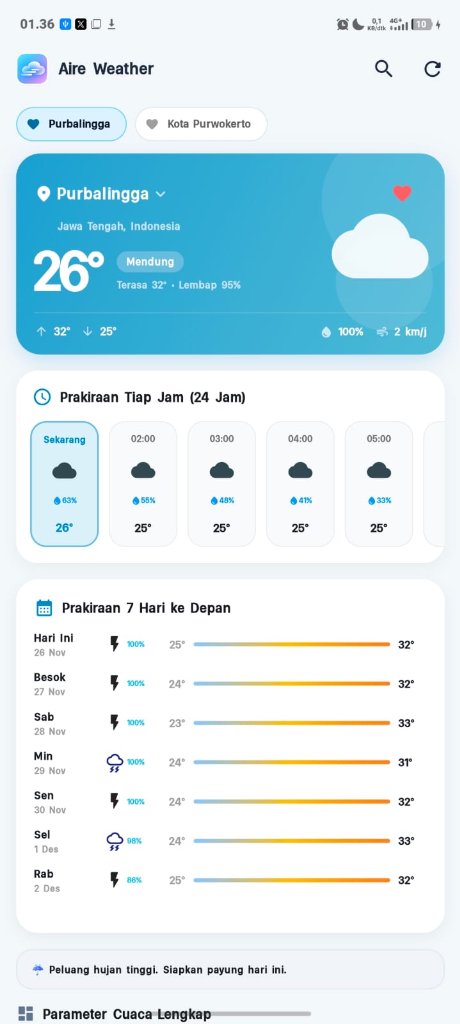 01.36
0,1 KB/dtk 4G+ 10
Aire Weather
Purbalingga
Kota Purwokerto
Purbalingga
Jawa Tengah, Indonesia
26°
Mendung
Terasa 32° • Lembap 95%
↑ 32° ↓ 25°
100% 2 km/j
Prakiraan Tiap Jam (24 Jam)
Sekarang 02:00 03:00 04:00 05:00
63% 55% 48% 41% 33%
26° 25° 25° 25° 25°
Prakiraan 7 Hari ke Depan
Hari Ini
26 Nov
100% 25° 32°
Besok
27 Nov
100% 24° 32°
Sab
28 Nov
100% 23° 33°
Min
29 Nov
100% 24° 31°
Sen
30 Nov
100% 24° 32°
Sel
1 Des
98% 24° 33°
Rab
2 Des
86% 25° 32°
Peluang hujan tinggi. Siapkan payung hari ini.
Parameter Cuaca Lengkap